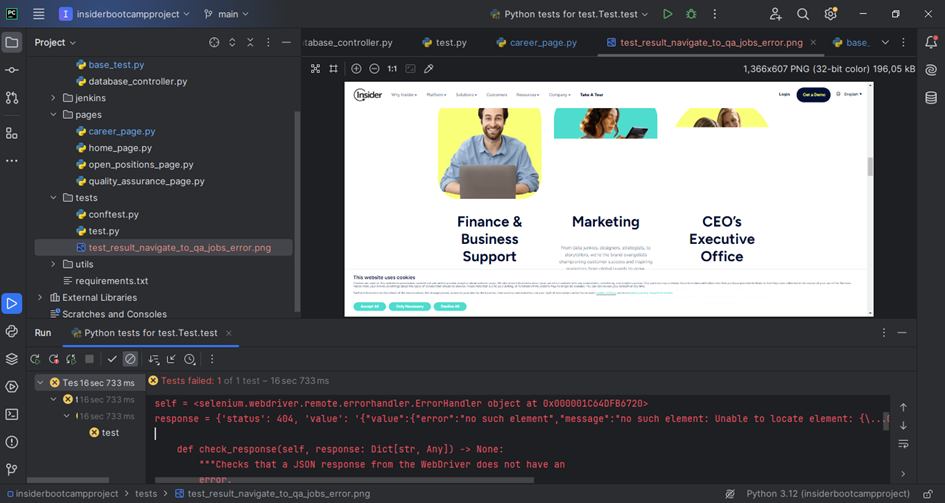 PC
I
insiderbootcampproject
main
Python tests for test.Test.test
Project
tabase_controller.py
test.py
career_page.py
test_result_navigate_to_qa_jobs_error.png
base_
1:1
1,366x607 PNG (32-bit color) 196,05 kB
base_test.py
database_controller.py
jenkins
pages
career_page.py
home_page.py
open_positions_page.py
quality_assurance_page.py
tests
conftest.py
test.py
test_result_navigate_to_qa_jobs_error.png
utils
requirements.txt
External Libraries
Scratches and Consoles
Insider
Why Insider
Platform
Solutions
Customers
Resources
Company
Take A Tour
Login
Get a Demo
English
Finance &
Business
Support
Marketing
From data junkies, designers, strategists, to
storytellers, we're the brand evangelists
championing customer success and inspiring
CEO’s
Executive
Office
This website uses cookies
Accept All
Only Necessary
Decline All
Run
Python tests for test.Test.test
Tes 16 sec 733 ms
16 sec 733 ms
16 sec 733 ms
test
Tests failed: 1 of 1 test – 16 sec 733 ms
self = <selenium.webdriver.remote.errorhandler.ErrorHandler object at 0x000001C64DFB6720>
response = {'status': 404, 'value': '{"value":{"error":"no such element","message":"no such element: Unable to locate element: {\...
def check_response(self, response: Dict[str, Any]) -> None:
"""Checks that a JSON response from the WebDriver does not have an
error.
insiderbootcampproject
tests
test_result_navigate_to_qa_jobs_error.png
Python 3.12 (insiderbootcampproject)